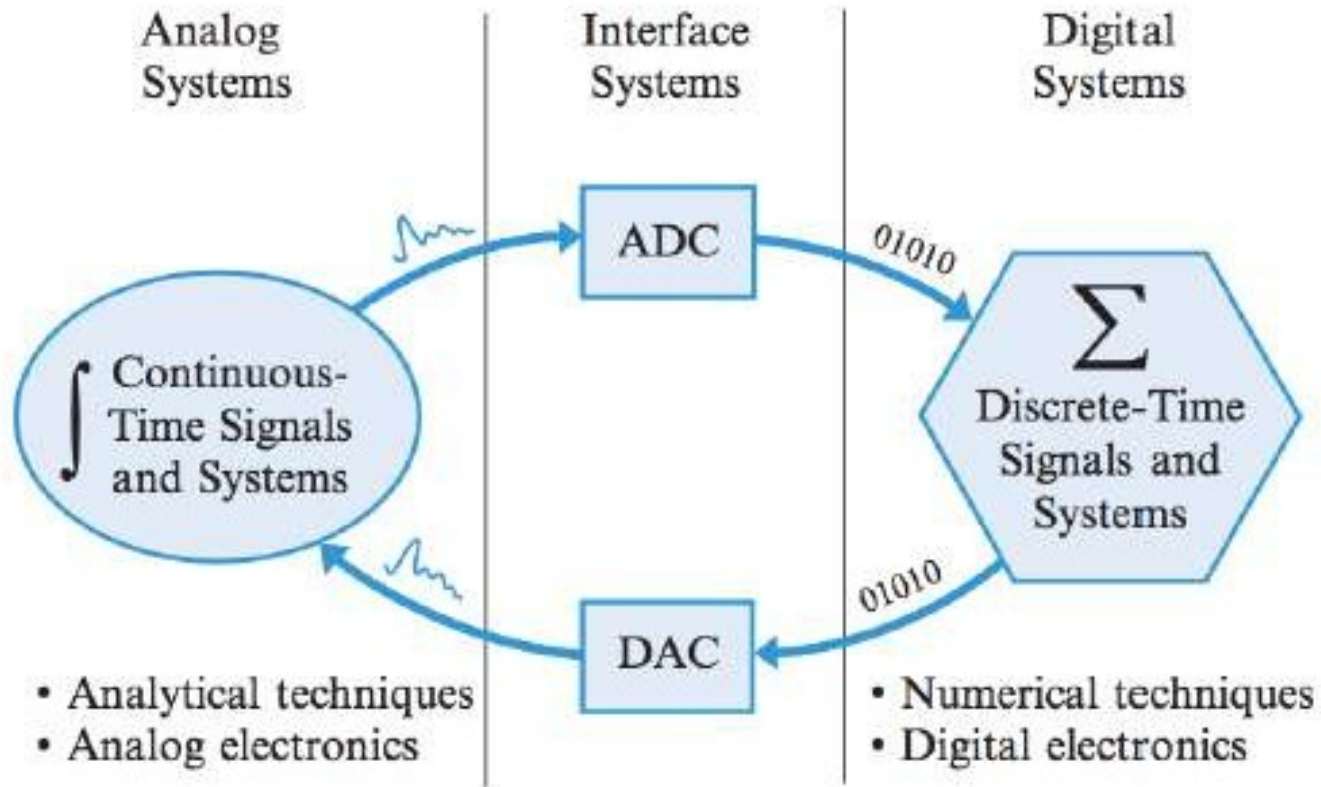 Analog
Systems
Interface
Systems
Digital
Systems
ADC
01010
∫
Continuous-
Time Signals
and Systems
∑
Discrete-Time
Signals and
Systems
01010
DAC
• Analytical techniques
• Analog electronics
• Numerical techniques
• Digital electronics